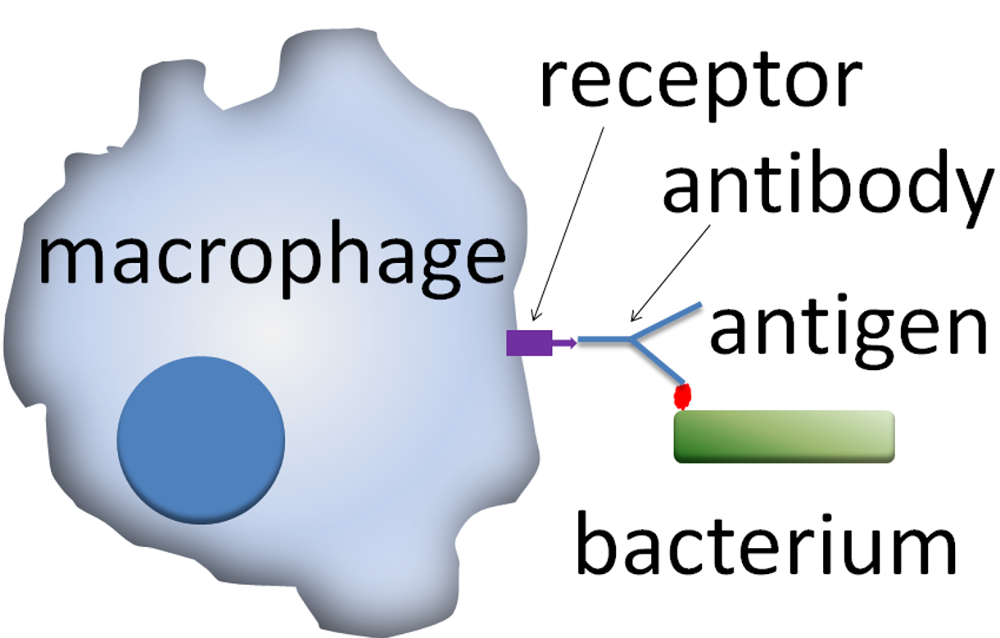 receptor
antibody
macrophage
antigen
bacterium